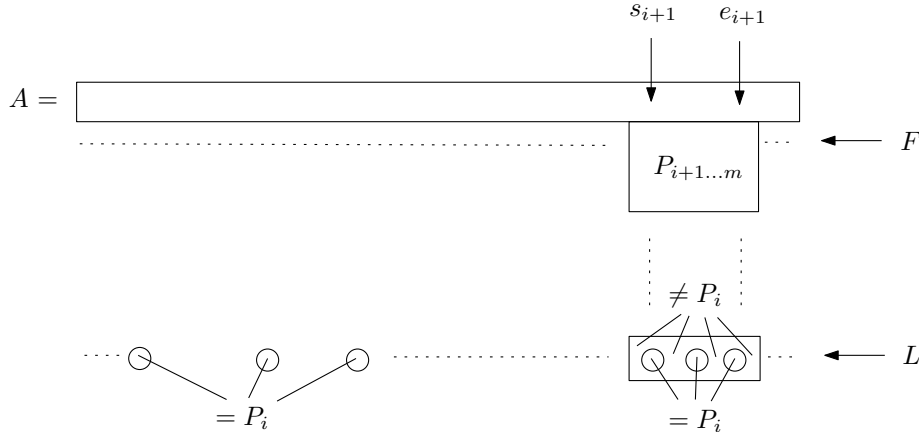 s_{i+1} e_{i+1}
A =
F
P_{i+1...m}
≠ P_i
L
= P_i = P_i